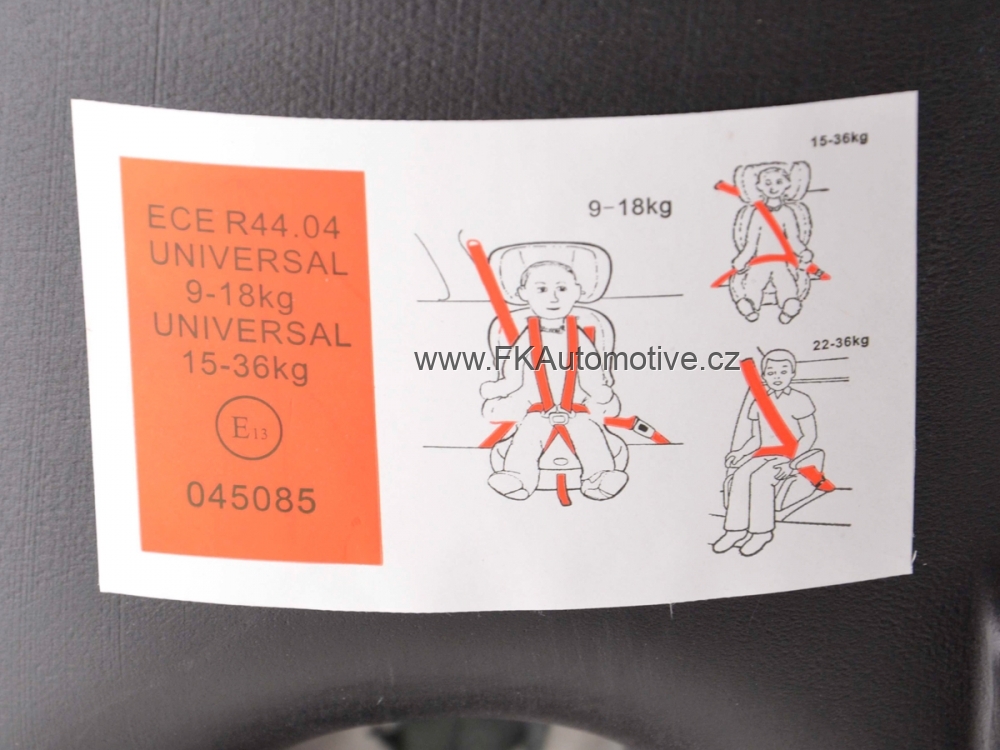 ECE R44.04
UNIVERSAL
9-18kg
UNIVERSAL
15-36kg
E13
045085
9-18kg
15-36kg
22-36kg
www.FKAutomotive.cz